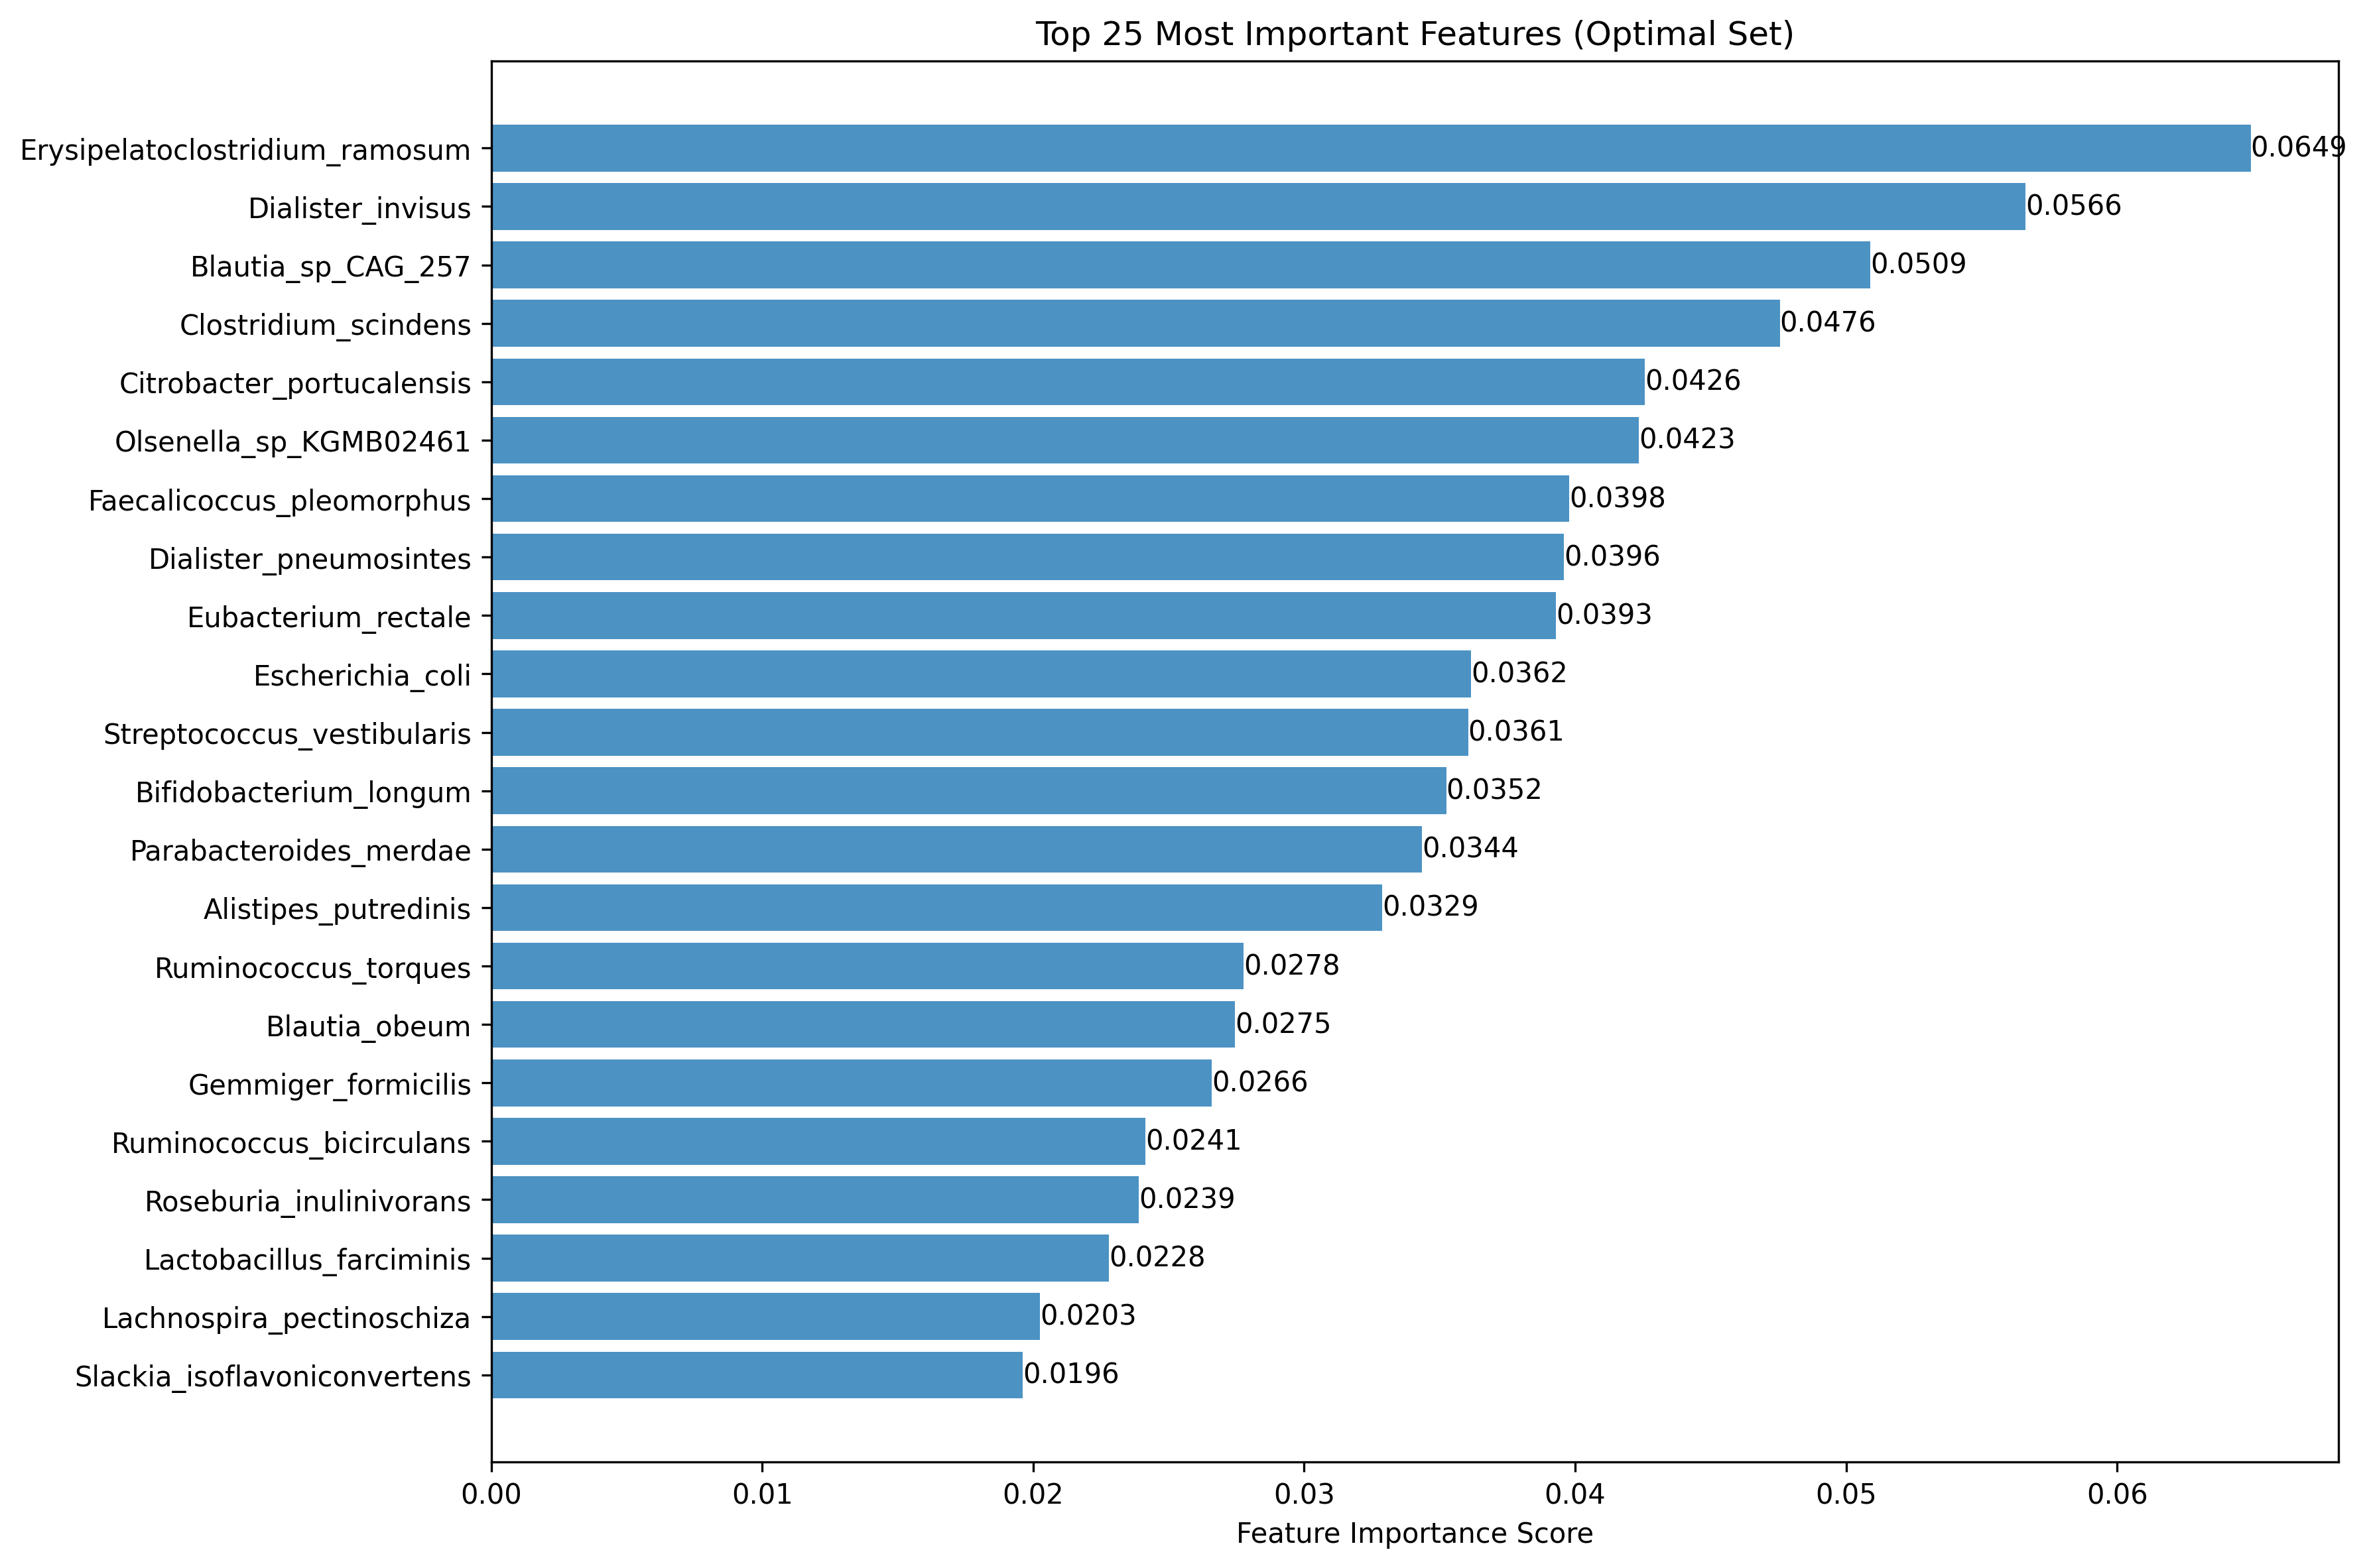 Top 25 Most Important Features (Optimal Set)
Erysipelatoclostridium_ramosum 0.0649
Dialister_invisus 0.0566
Blautia_sp_CAG_257 0.0509
Clostridium_scindens 0.0476
Citrobacter_portucalensis 0.0426
Olsenella_sp_KGMB02461 0.0423
Faecalicoccus_pleomorphus 0.0398
Dialister_pneumosintes 0.0396
Eubacterium_rectale 0.0393
Escherichia_coli 0.0362
Streptococcus_vestibularis 0.0361
Bifidobacterium_longum 0.0352
Parabacteroides_merdae 0.0344
Alistipes_putredinis 0.0329
Ruminococcus_torques 0.0278
Blautia_obeum 0.0275
Gemmiger_formicilis 0.0266
Ruminococcus_bicirculans 0.0241
Roseburia_inulinivorans 0.0239
Lactobacillus_farciminis 0.0228
Lachnospira_pectinoschiza 0.0203
Slackia_isoflavoniconvertens 0.0196
0.00 0.01 0.02 0.03 0.04 0.05 0.06
Feature Importance Score